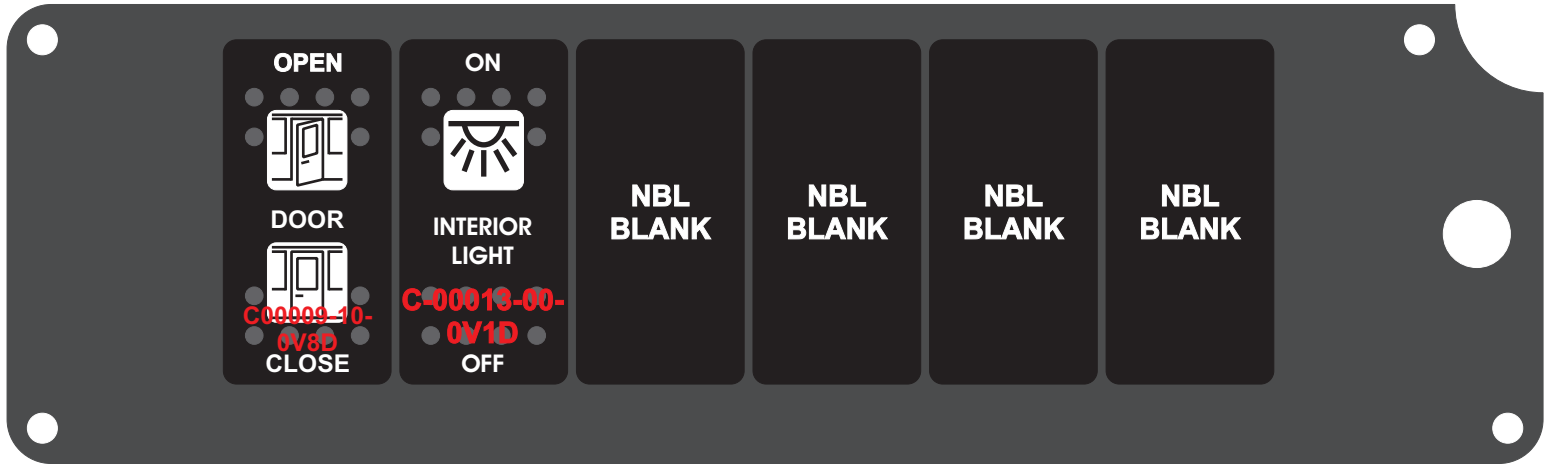 OPEN
DOOR
C00009-10-
0V8D
CLOSE
ON
INTERIOR
LIGHT
C-00013-00-
0V1D
OFF
NBL
BLANK
NBL
BLANK
NBL
BLANK
NBL
BLANK